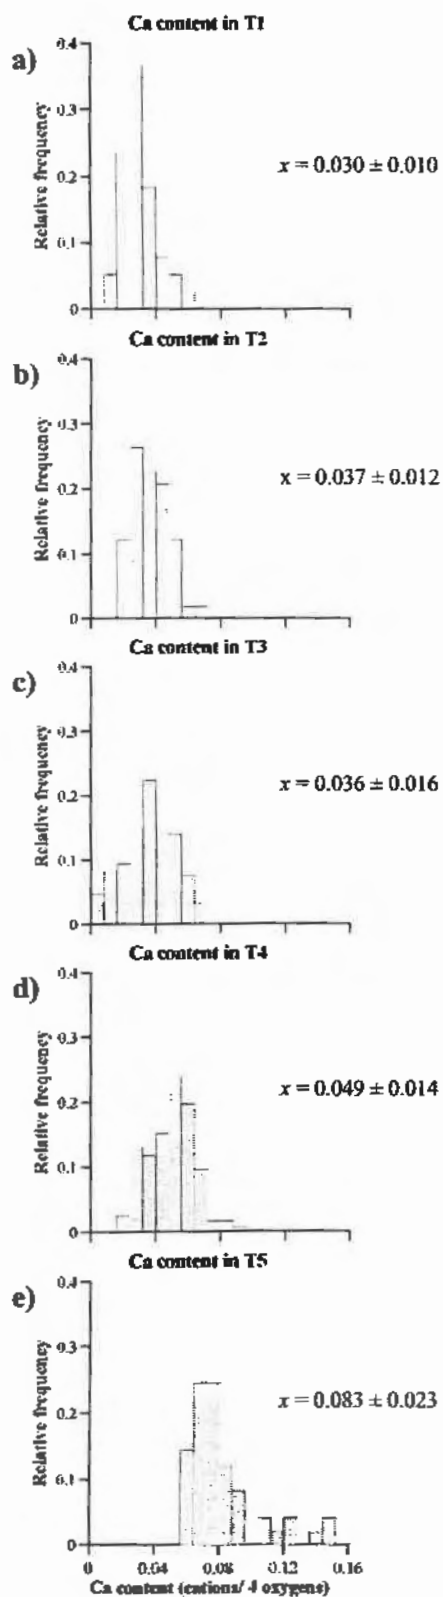 Ca content in T1
a)
0.4
0.3
0.2
0.1
0
Relative frequency
x = 0.030 ± 0.010
Ca content in T2
b)
0.4
0.3
0.2
0.1
0
Relative frequency
x = 0.037 ± 0.012
Ca content in T3
c)
0.4
0.3
0.2
0.1
0
Relative frequency
x = 0.036 ± 0.016
Ca content in T4
d)
0.4
0.3
0.2
0.1
0
Relative frequency
x = 0.049 ± 0.014
Ca content in T5
e)
0.4
0.3
0.2
0.1
0
Relative frequency
x = 0.083 ± 0.023
0 0.04 0.08 0.12 0.16
Ca content (cations/ 4 oxygens)